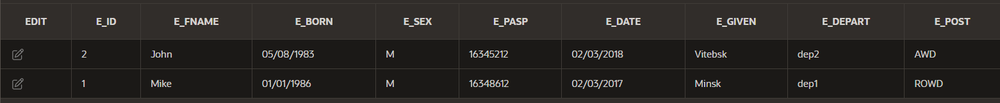 EDIT E_ID E_FNAME E_BORN E_SEX E_PASP E_DATE E_GIVEN E_DEPART E_POST
2 John 05/08/1983 M 16345212 02/03/2018 Vitebsk dep2 AWD
1 Mike 01/01/1986 M 16348612 02/03/2017 Minsk dep1 ROWD